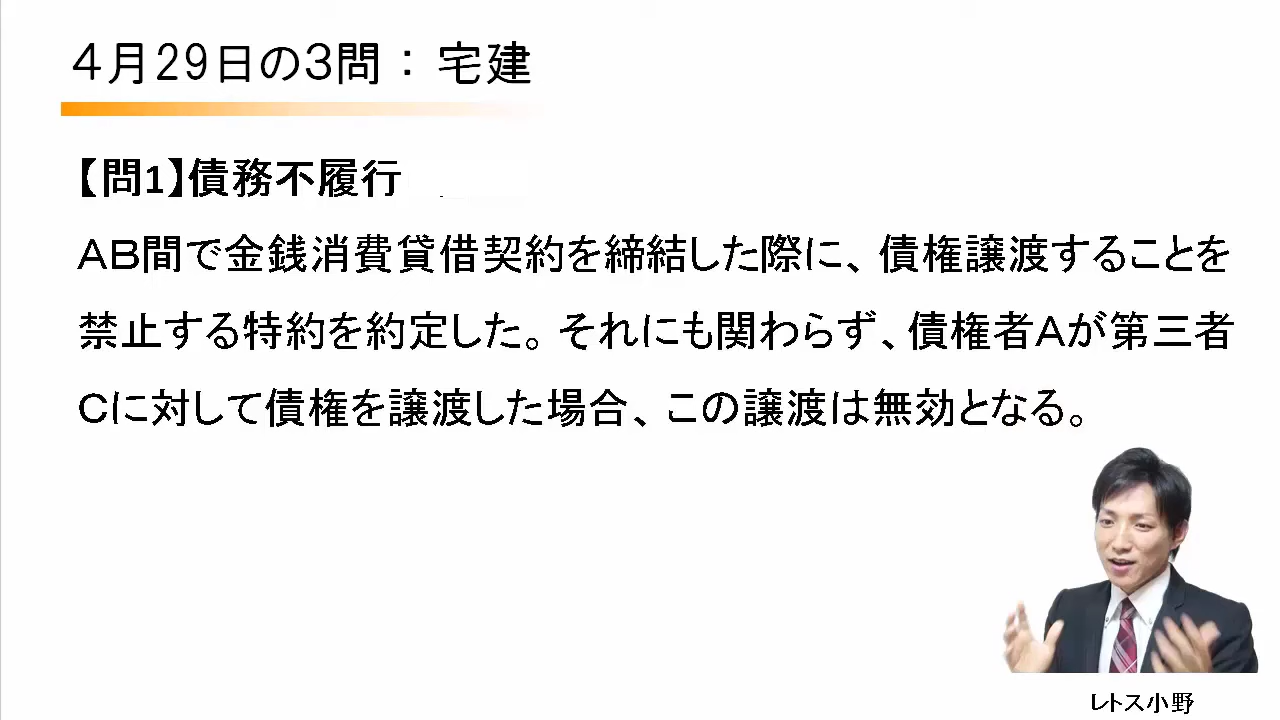 ４月29日の３問：宅建
【問1】債務不履行
ＡＢ間で金銭消費貸借契約を締結した際に、債権譲渡することを
禁止する特約を約定した。それにも関わらず、債権者Ａが第三者
Ｃに対して債権を譲渡した場合、この譲渡は無効となる。
レトス小野